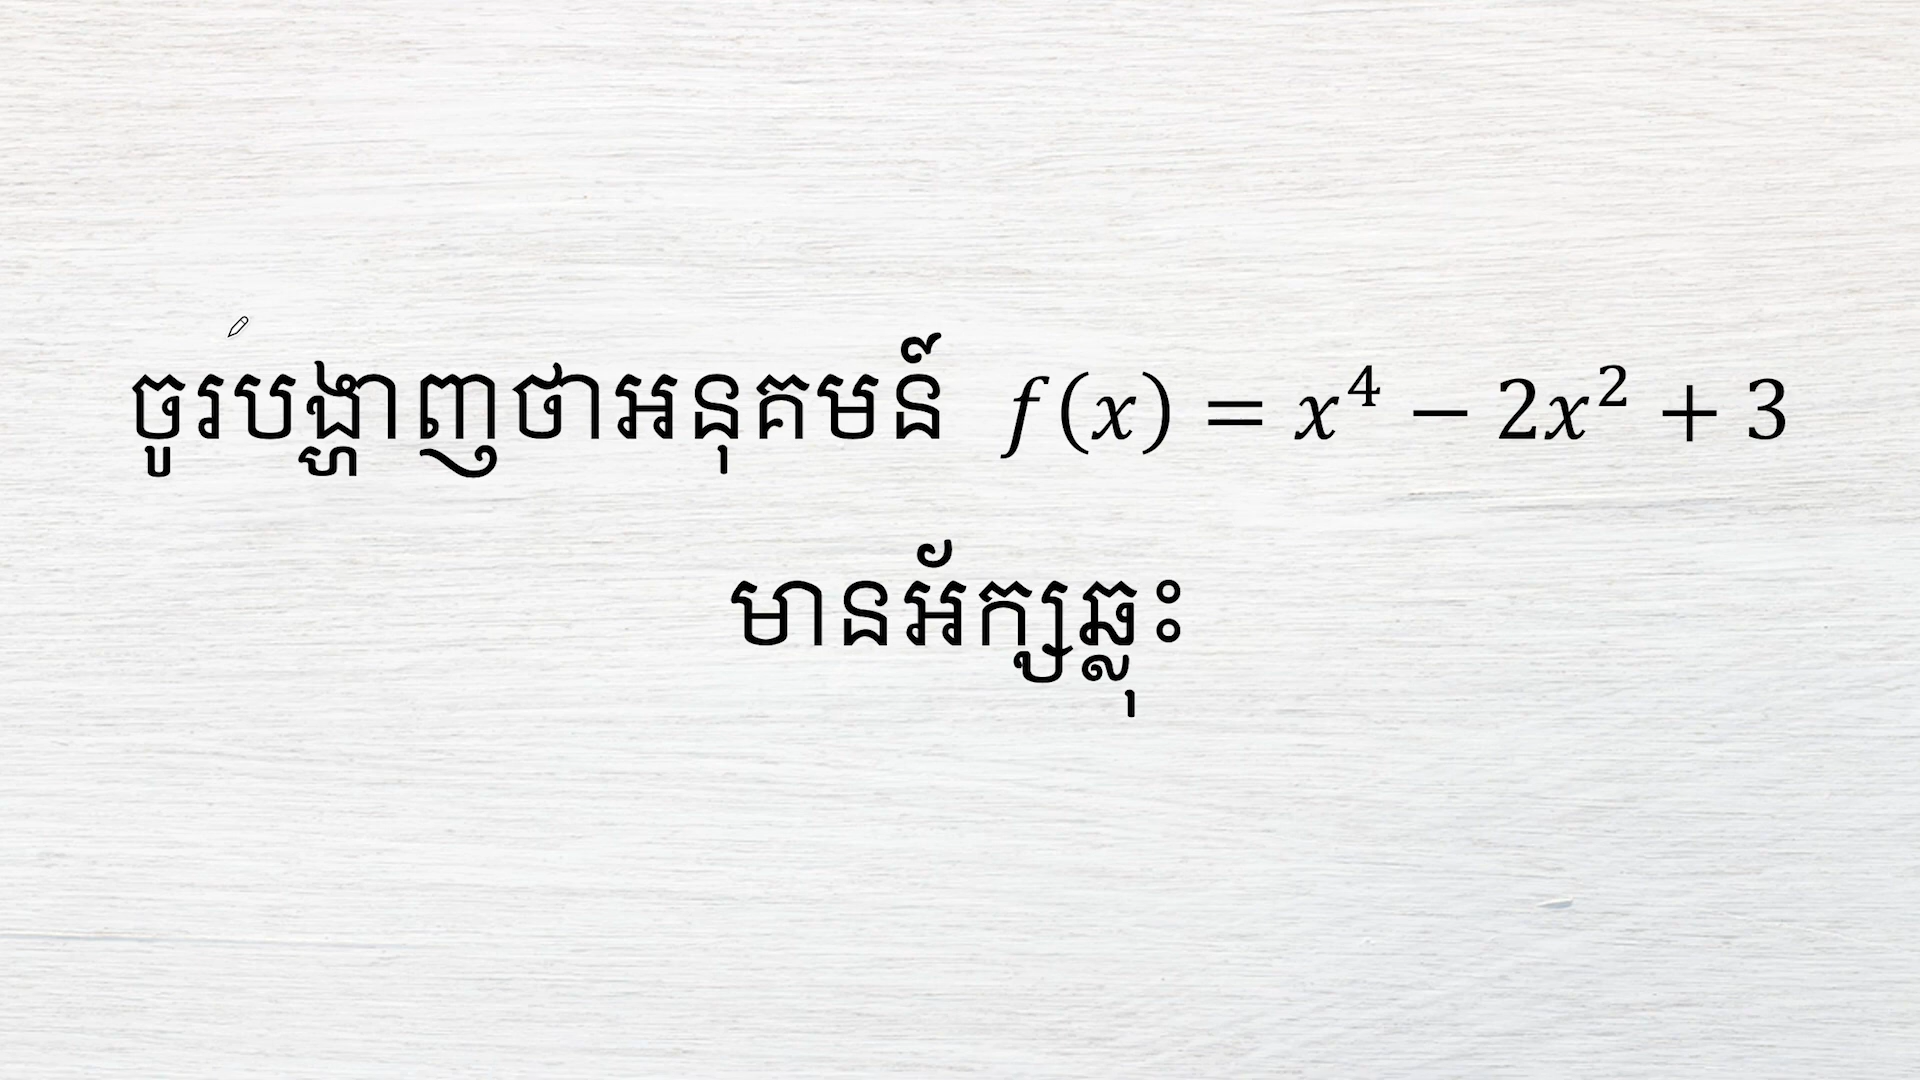 ចូរបង្ហាញថាអនុគមន៍ f(x) = x⁴ − 2x² + 3
មានអ័ក្សឆ្លុះ